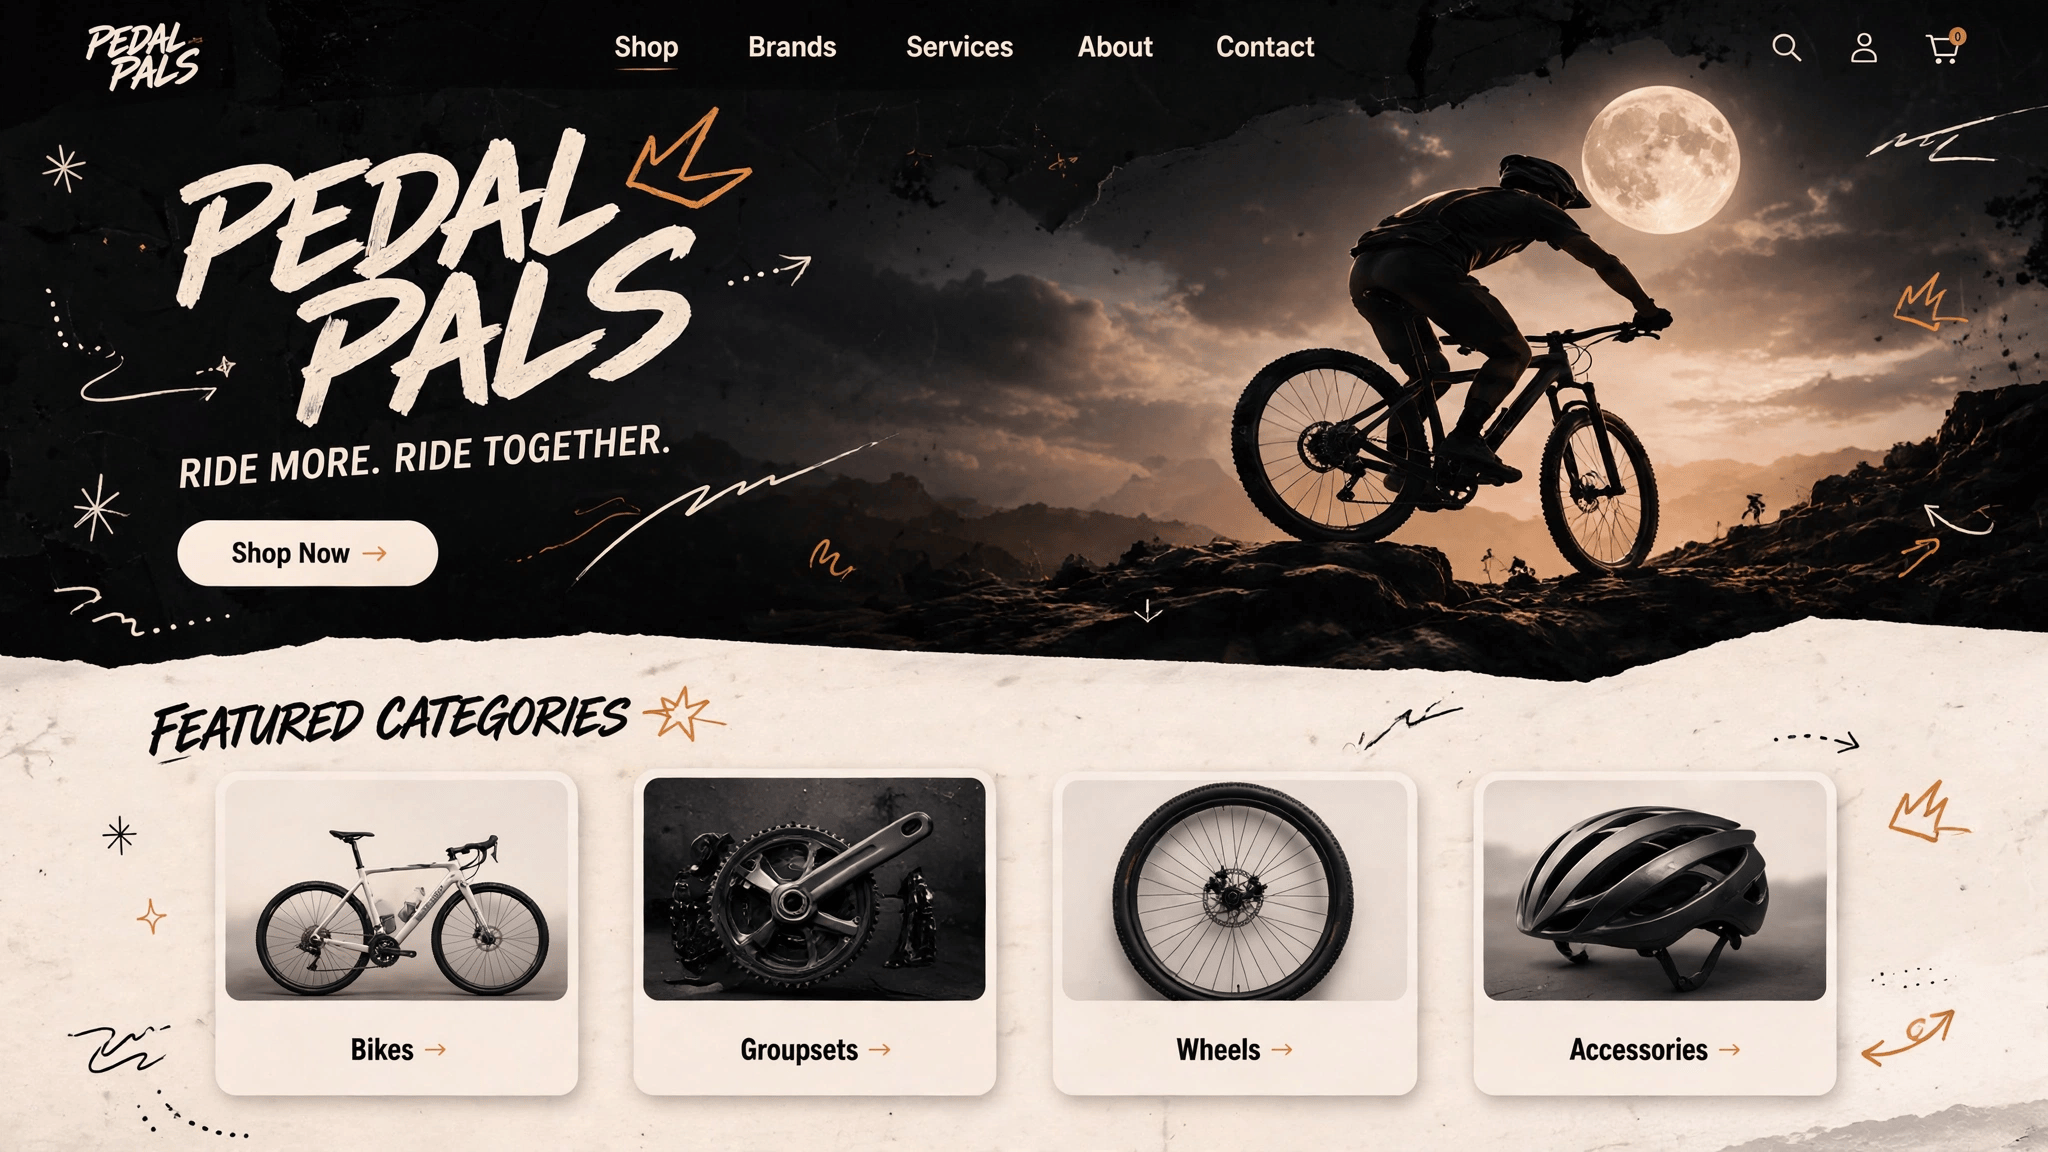 PEDAL
PALS
Shop
Brands
Services
About
Contact
0
PEDAL
PALS
RIDE MORE. RIDE TOGETHER.
Shop Now →
FEATURED CATEGORIES
Bikes →
Groupsets →
Wheels →
Accessories →